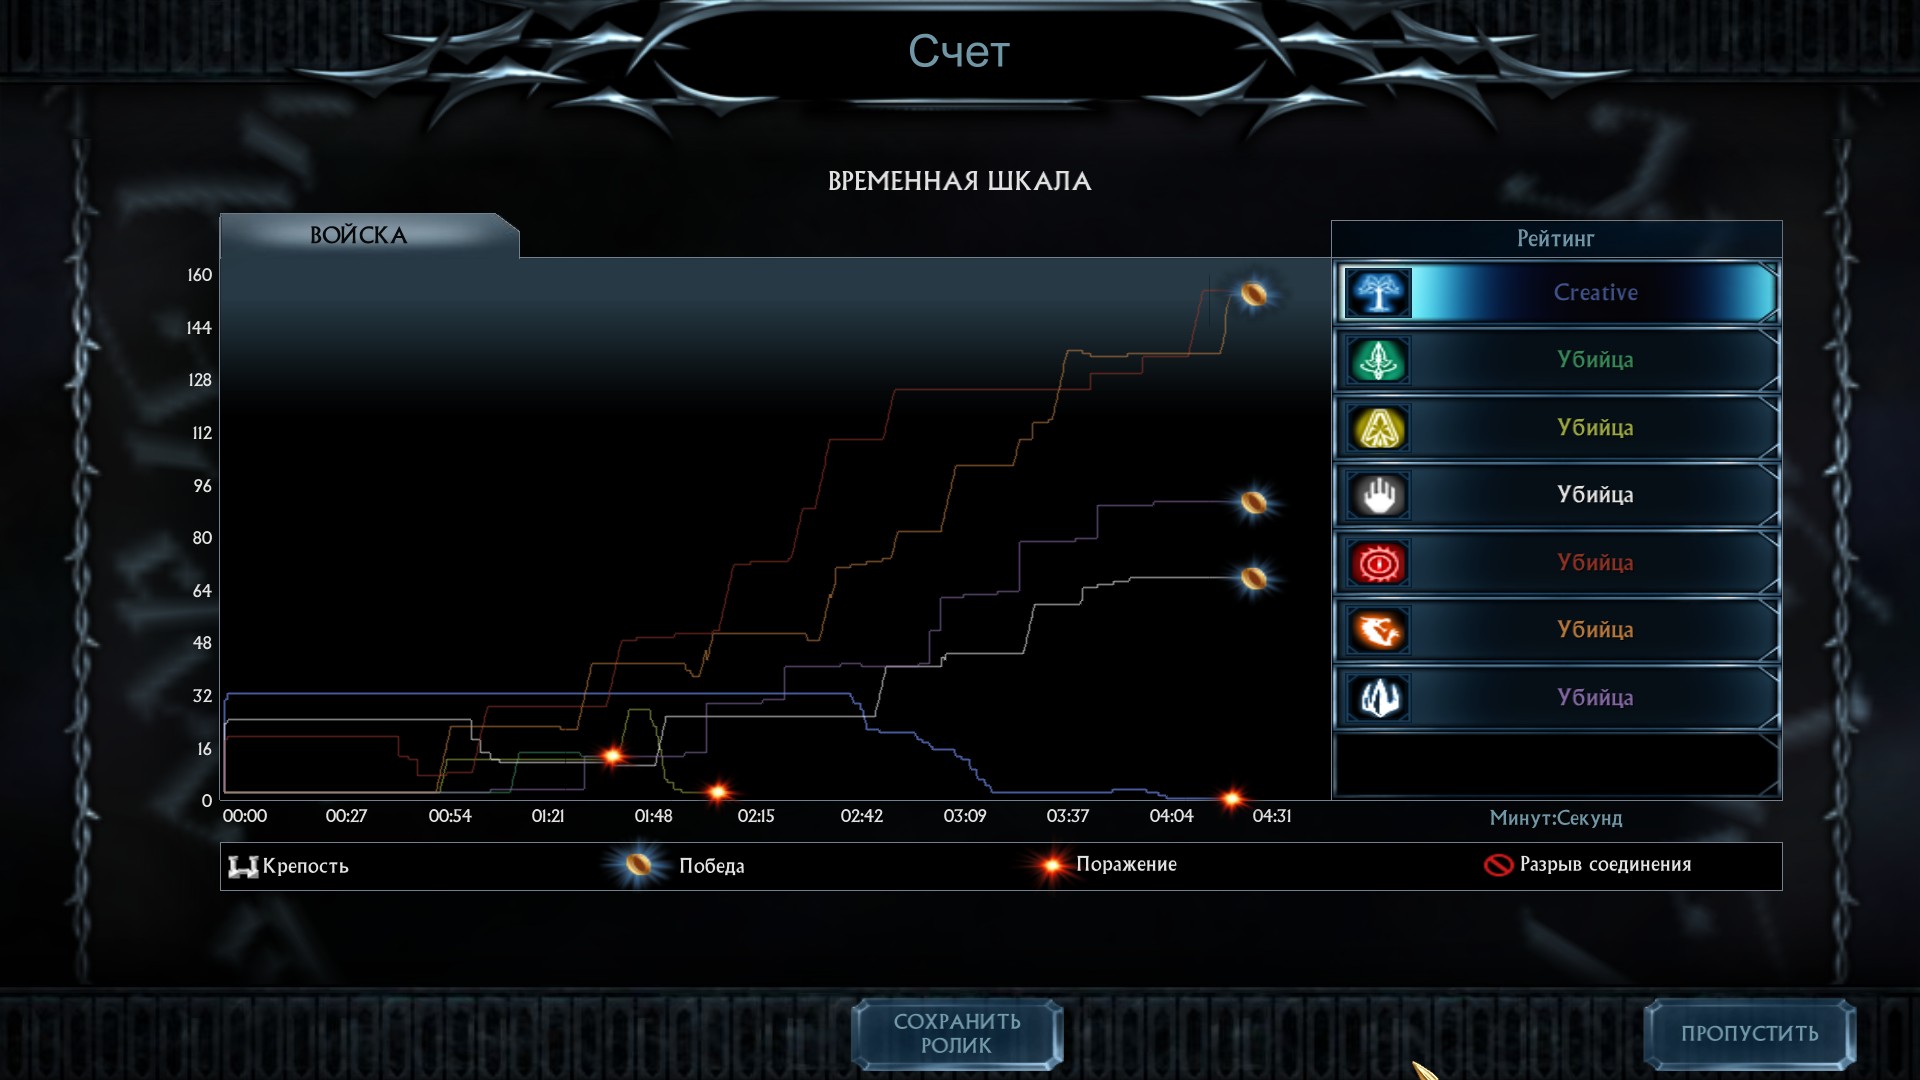 Счет
ВРЕМЕННАЯ ШКАЛА
ВОЙСКА
Рейтинг
160
144
128
112
96
80
64
48
32
16
0
Creative
Убийца
Убийца
Убийца
Убийца
Убийца
Убийца
00:00 00:27 00:54 01:21 01:48 02:15 02:42 03:09 03:37 04:04 04:31
Минут:Секунд
Крепость Победа Поражение Разрыв соединения
СОХРАНИТЬ
РОЛИК
ПРОПУСТИТЬ